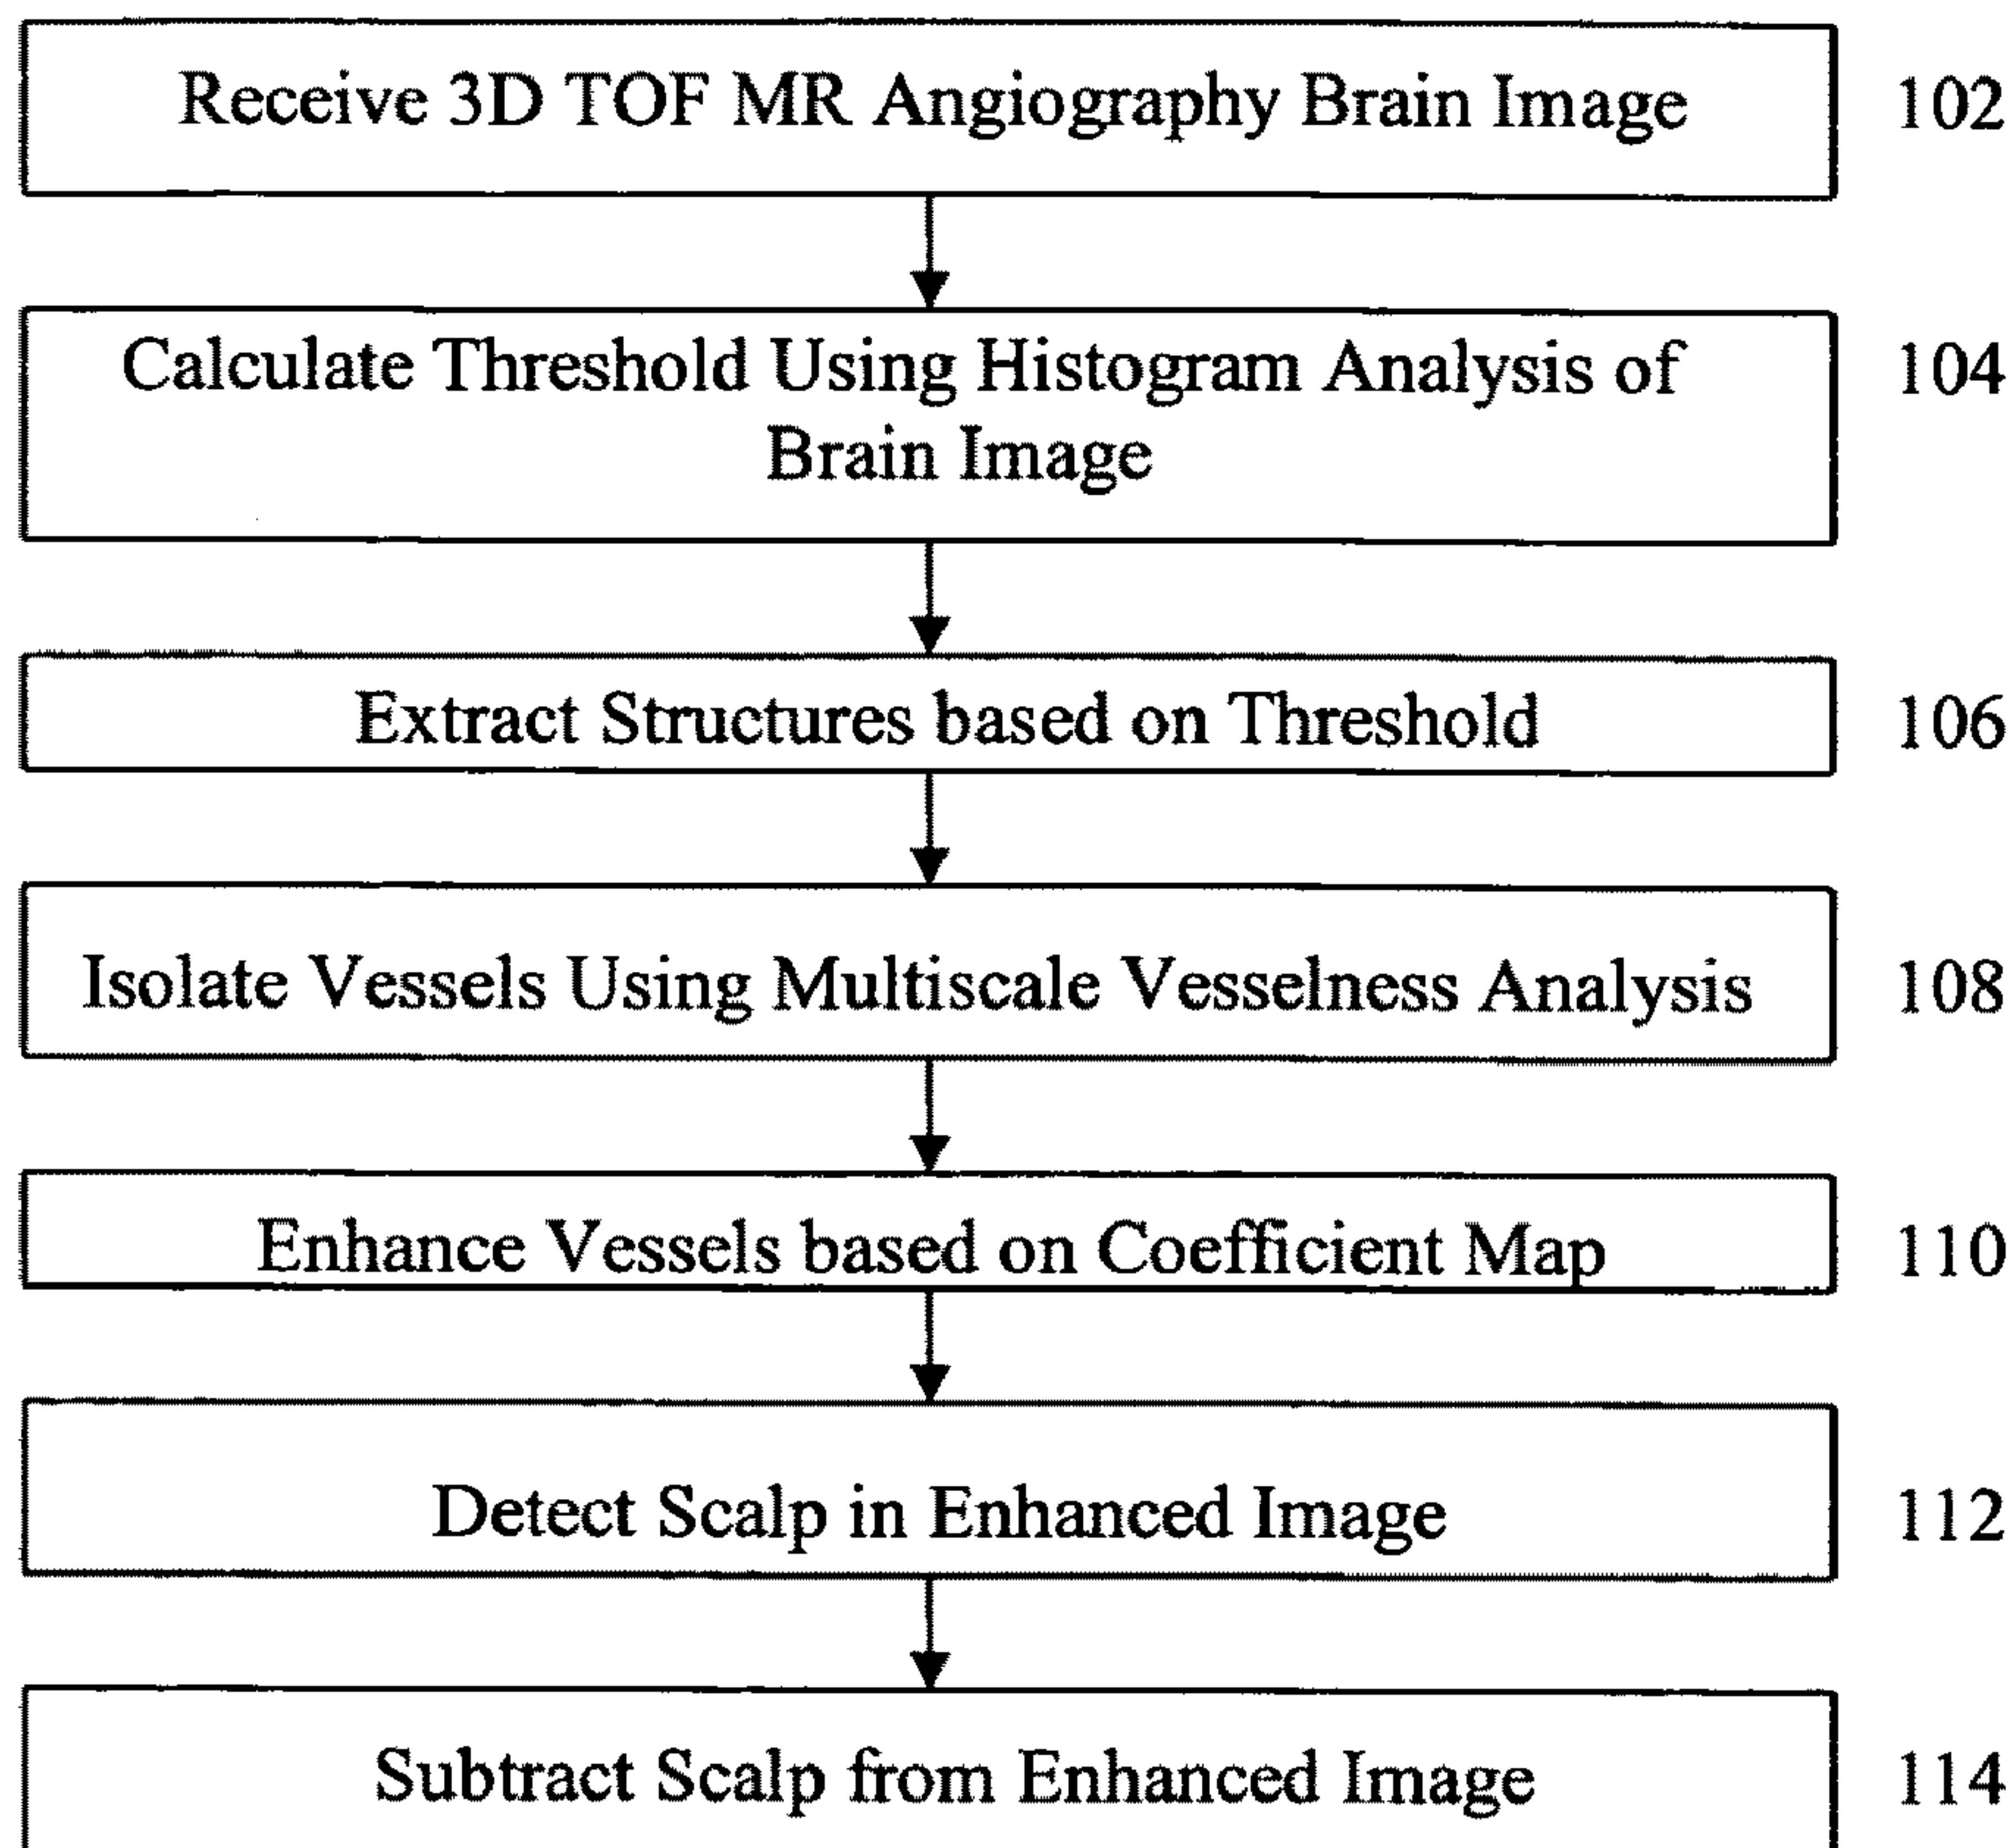 Receive 3D TOF MR Angiography Brain Image 102
Calculate Threshold Using Histogram Analysis of 104
Brain Image
Extract Structures based on Threshold 106
Isolate Vessels Using Multiscale Vesselness Analysis 108
Enhance Vessels based on Coefficient Map 110
Detect Scalp in Enhanced Image 112
Subtract Scalp from Enhanced Image 114